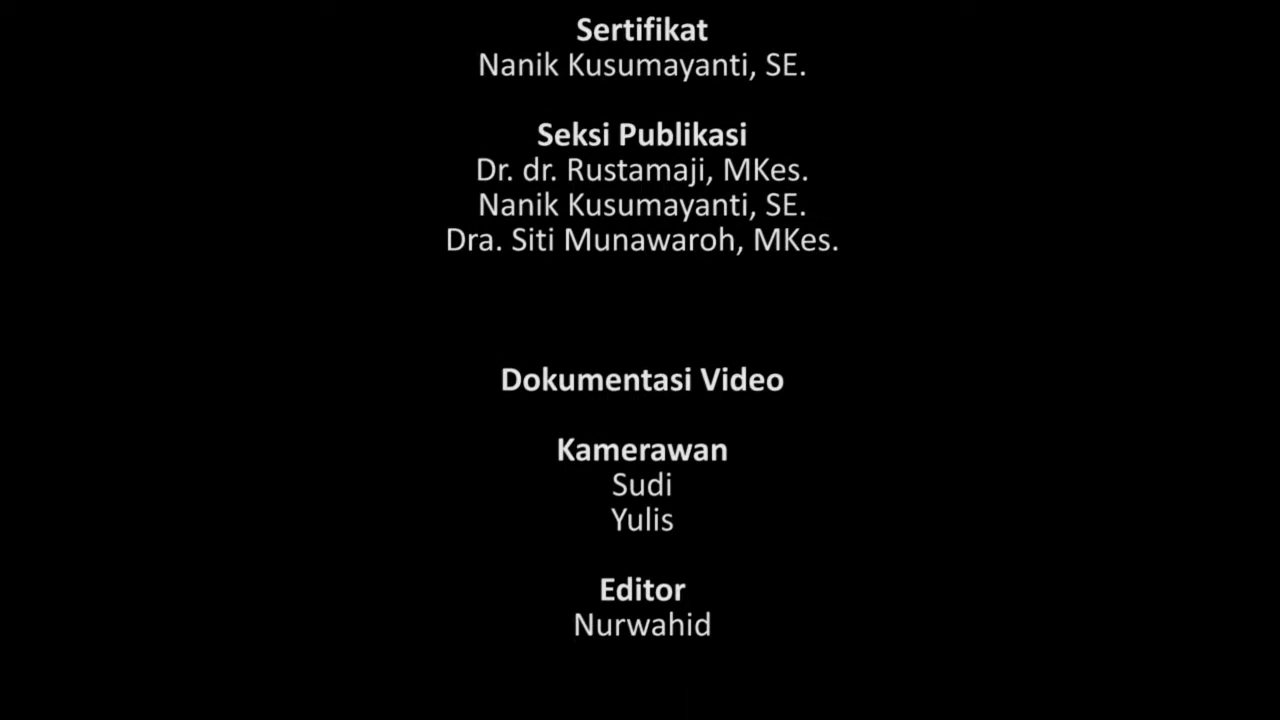 Sertifikat
Nanik Kusumayanti, SE.
Seksi Publikasi
Dr. dr. Rustamaji, MKes.
Nanik Kusumayanti, SE.
Dra. Siti Munawaroh, MKes.
Dokumentasi Video
Kamerawan
Sudi
Yulis
Editor
Nurwahid